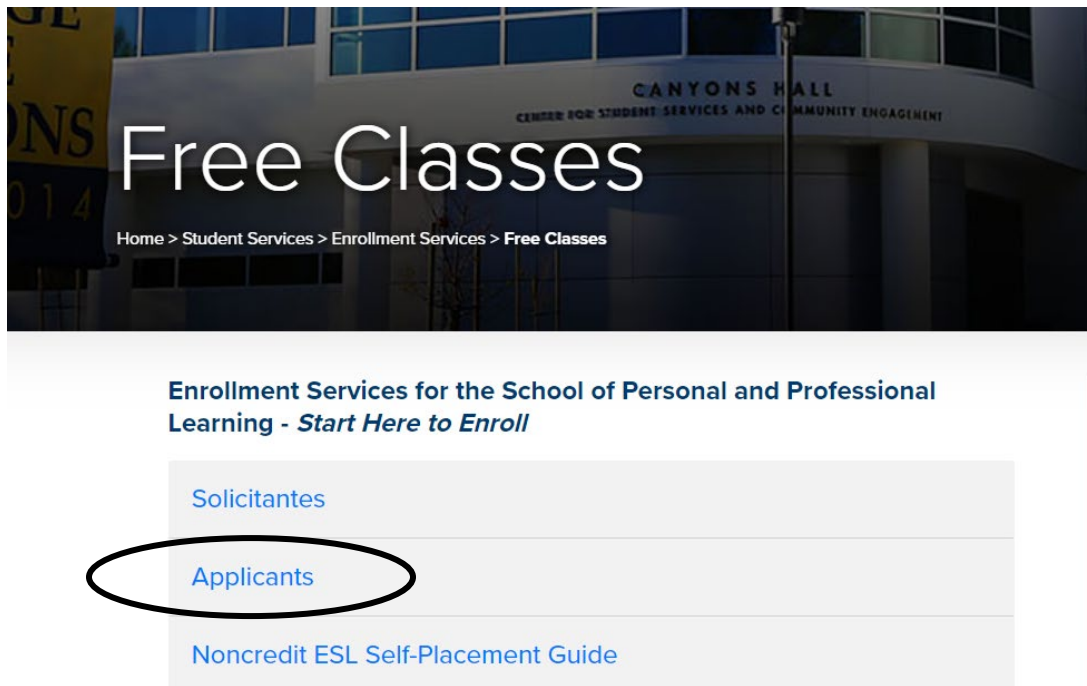 GE
NS
2014
CANYONS HALL
CENTER FOR STUDENT SERVICES AND COMMUNITY ENGAGEMENT
Free Classes
Home > Student Services > Enrollment Services > Free Classes
Enrollment Services for the School of Personal and Professional
Learning - Start Here to Enroll
Solicitantes
Applicants
Noncredit ESL Self-Placement Guide